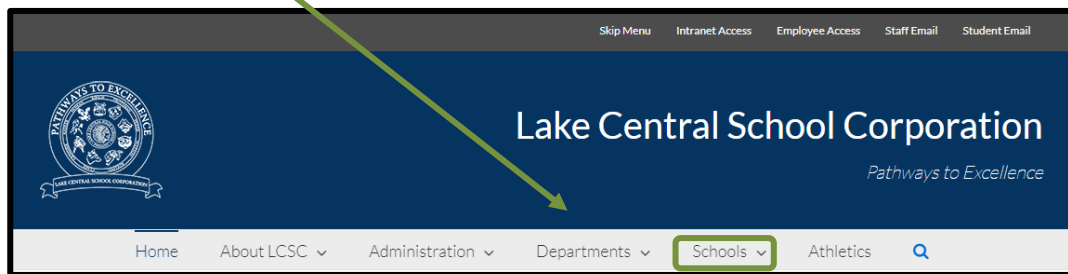 Skip Menu Intranet Access Employee Access Staff Email Student Email
PATHWAYS TO EXCELLENCE
LAKE CENTRAL SCHOOL CORPORATION
Lake Central School Corporation
Pathways to Excellence
Home About LCSC Administration Departments Schools Athletics